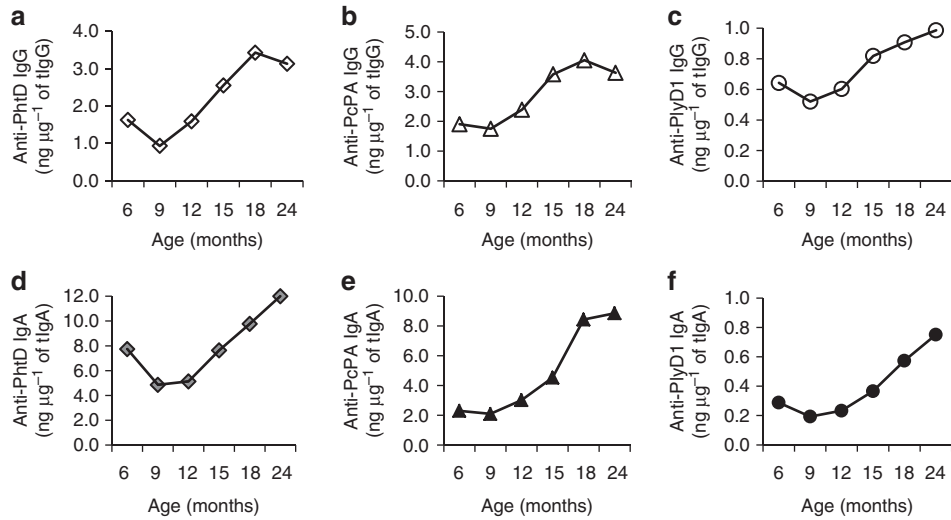 a
Anti-PhtD IgG
(ng μg⁻¹ of tIgG)
4.0
3.0
2.0
1.0
0.0
6 9 12 15 18 24
Age (months)
b
Anti-PcPA IgG
(ng μg⁻¹ of tIgG)
5.0
4.0
3.0
2.0
1.0
0.0
6 9 12 15 18 24
Age (months)
c
Anti-PlyD1 IgG
(ng μg⁻¹ of tIgG)
1.0
0.8
0.6
0.4
0.2
0.0
6 9 12 15 18 24
Age (months)
d
Anti-PhtD IgA
(ng μg⁻¹ of tIgA)
12.0
10.0
8.0
6.0
4.0
2.0
0.0
6 9 12 15 18 24
Age (months)
e
Anti-PcPA IgA
(ng μg⁻¹ of tIgA)
10.0
8.0
6.0
4.0
2.0
0.0
6 9 12 15 18 24
Age (months)
f
Anti-PlyD1 IgA
(ng μg⁻¹ of tIgA)
1.0
0.8
0.6
0.4
0.2
0.0
6 9 12 15 18 24
Age (months)